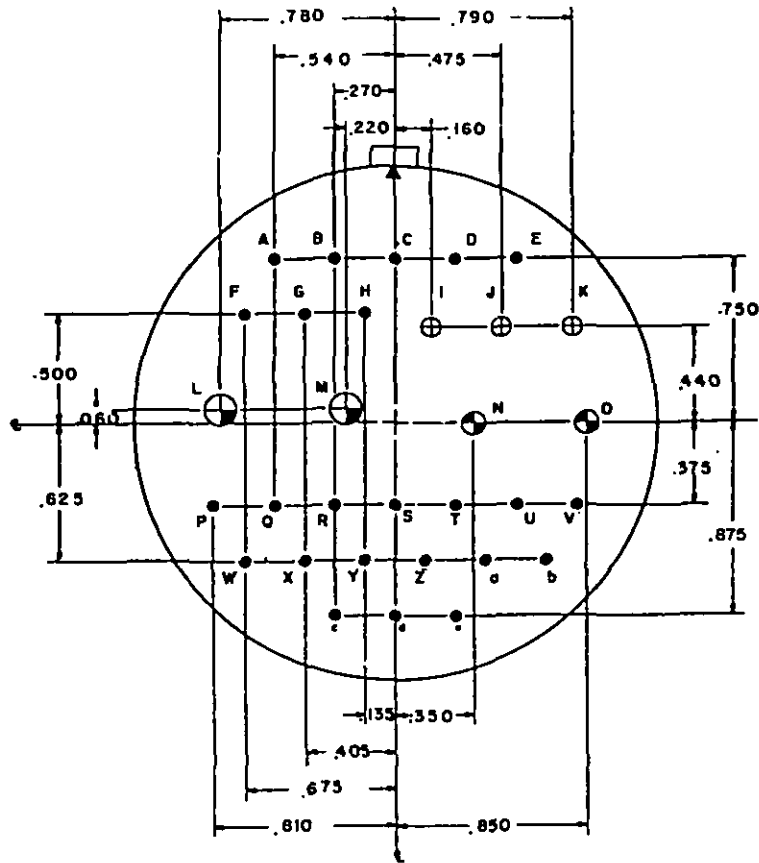 .780 .790
.540 .475
.270
.220 .160
A B C D E
F G H I J K
.750
.500
L M
.440
.060
N O
.375
.625
P Q R S T U V
.875
W X Y Z a b
c d e
.135 .350
.405
.675
.810 .850